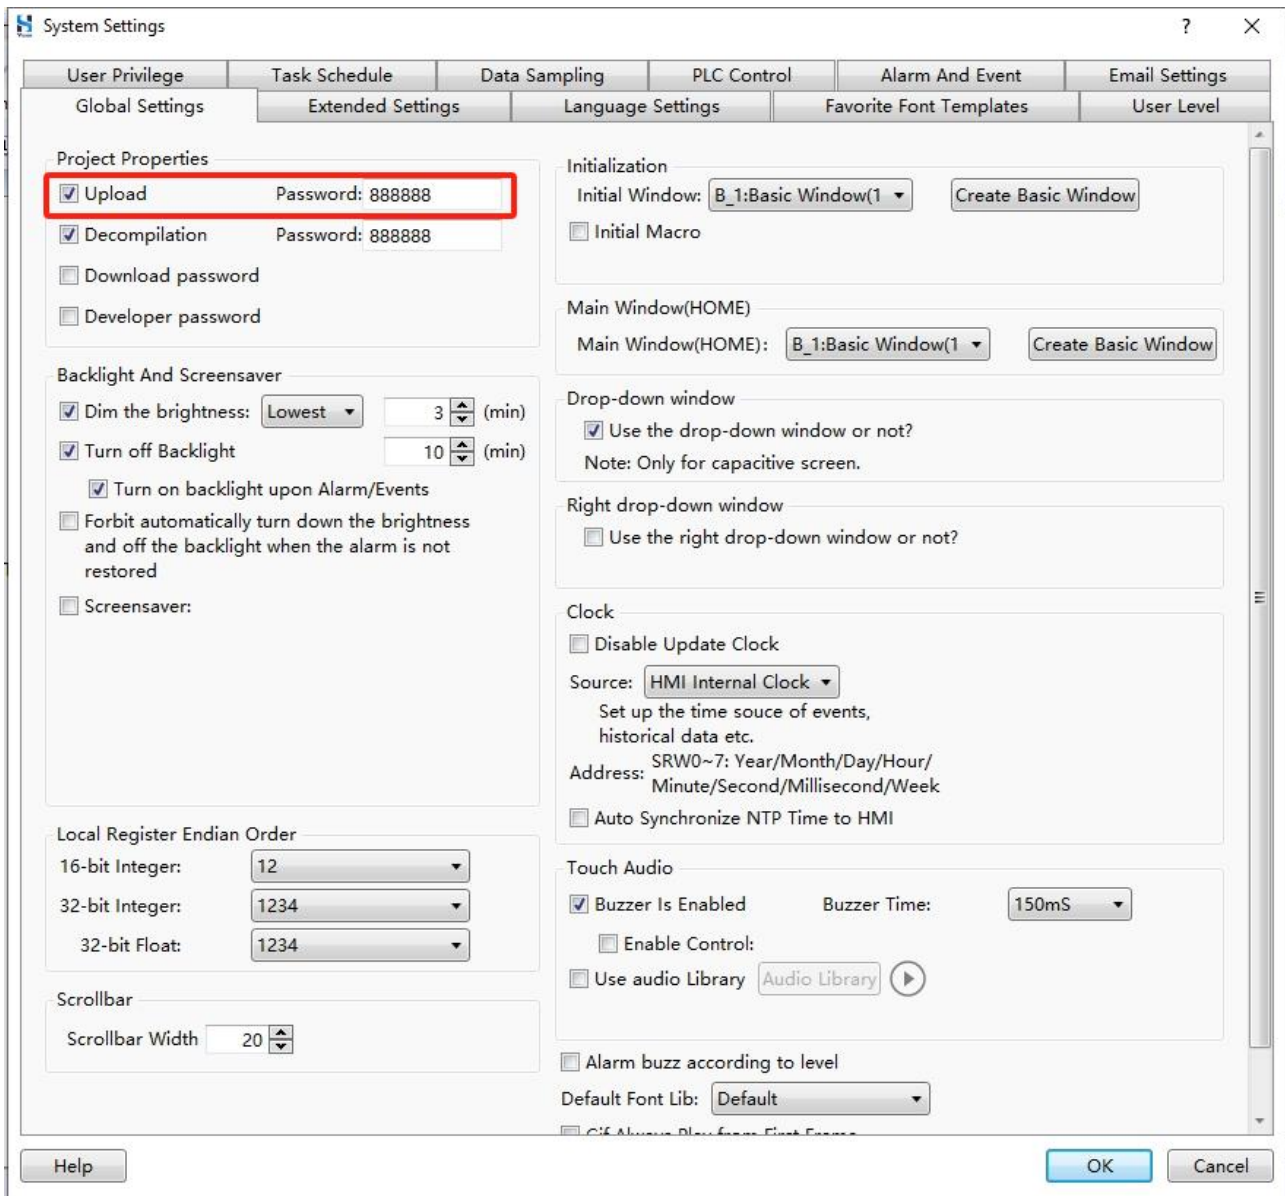 System Settings
?
User Privilege
Task Schedule
Data Sampling
PLC Control
Alarm And Event
Email Settings
Global Settings
Extended Settings
Language Settings
Favorite Font Templates
User Level
Project Properties
Upload Password: 888888
Decompilation Password: 888888
Download password
Developer password
Backlight And Screensaver
Dim the brightness: Lowest 3 (min)
Turn off Backlight 10 (min)
Turn on backlight upon Alarm/Events
Forbit automatically turn down the brightness
and off the backlight when the alarm is not
restored
Screensaver:
Local Register Endian Order
16-bit Integer: 12
32-bit Integer: 1234
32-bit Float: 1234
Scrollbar
Scrollbar Width 20
Initialization
Initial Window: B_1:Basic Window(1 Create Basic Window
Initial Macro
Main Window(HOME)
Main Window(HOME): B_1:Basic Window(1 Create Basic Window
Drop-down window
Use the drop-down window or not?
Note: Only for capacitive screen.
Right drop-down window
Use the right drop-down window or not?
Clock
Disable Update Clock
Source: HMI Internal Clock
Set up the time souce of events,
historical data etc.
Address: SRW0~7: Year/Month/Day/Hour/
Minute/Second/Millisecond/Week
Auto Synchronize NTP Time to HMI
Touch Audio
Buzzer Is Enabled Buzzer Time: 150mS
Enable Control:
Use audio Library Audio Library
Alarm buzz according to level
Default Font Lib: Default
Gif Always Play from First Frame
Help
OK
Cancel